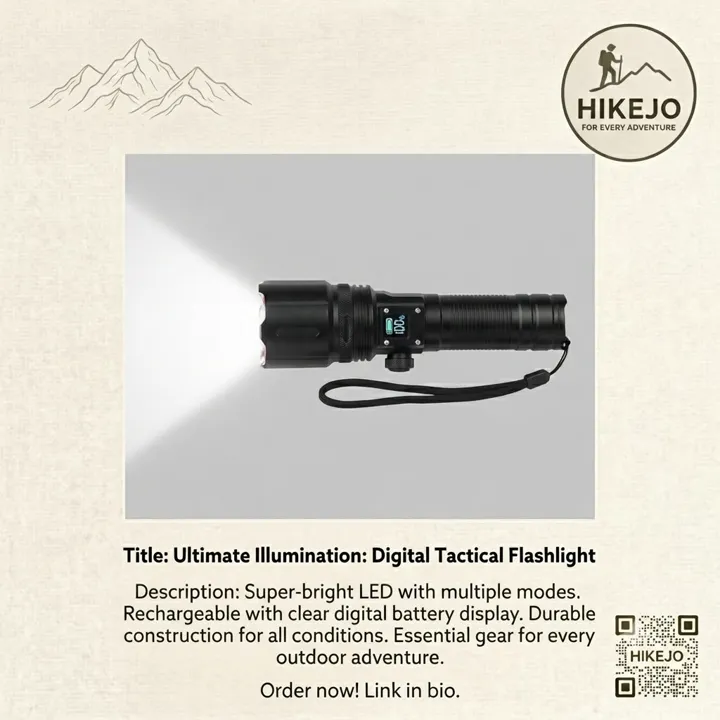 HIKEJO
FOR EVERY ADVENTURE
100%
Title: Ultimate Illumination: Digital Tactical Flashlight
Description: Super-bright LED with multiple modes.
Rechargeable with clear digital battery display. Durable
construction for all conditions. Essential gear for every
outdoor adventure.
HIKEJO
Order now! Link in bio.